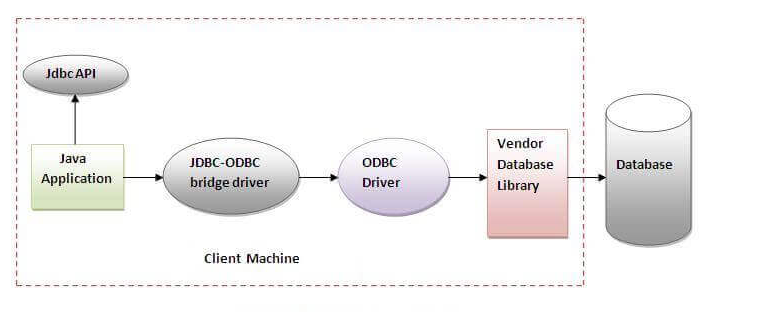 Jdbc API
Java
Application
JDBC-ODBC
bridge driver
ODBC
Driver
Vendor
Database
Library
Database
Client Machine